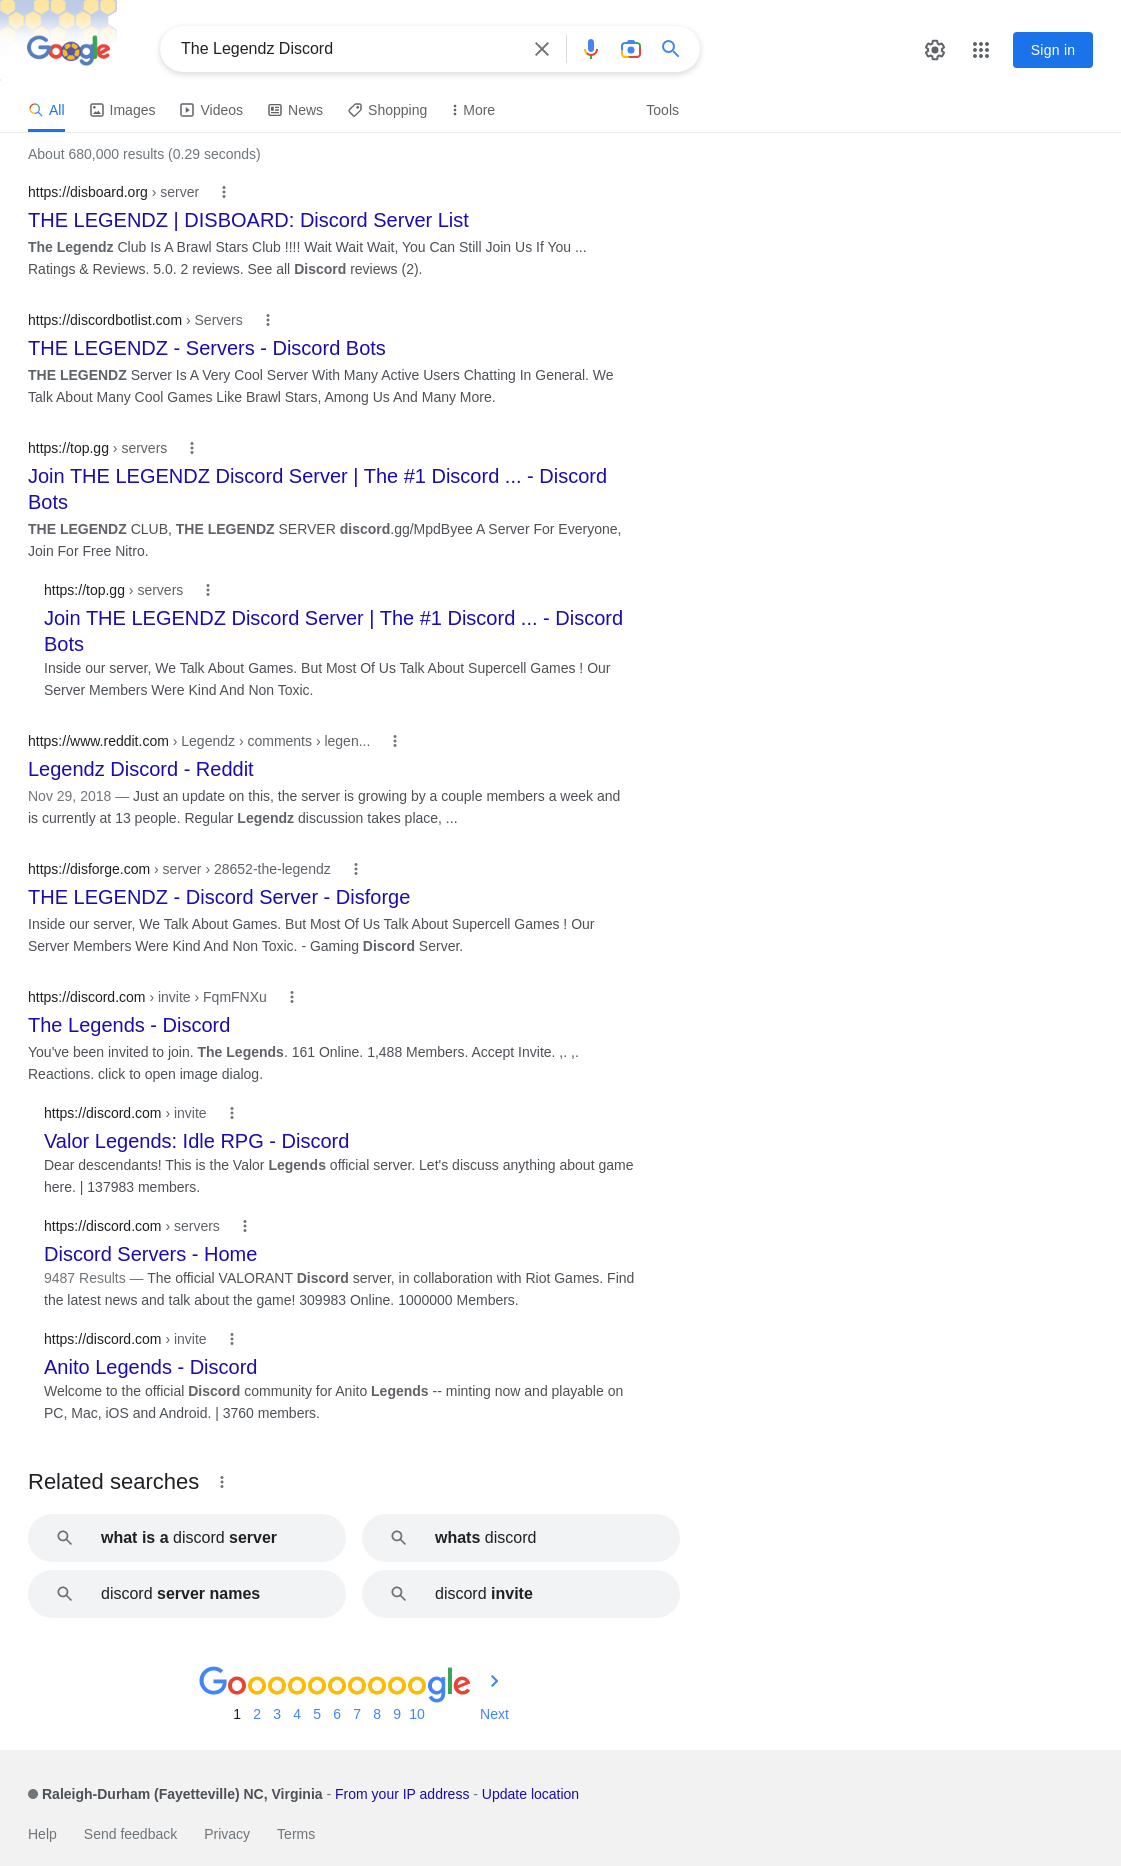 Google
The Legendz Discord
Sign in
All Images Videos News Shopping More Tools
About 680,000 results (0.29 seconds)
https://disboard.org › server
THE LEGENDZ | DISBOARD: Discord Server List
The Legendz Club Is A Brawl Stars Club !!!! Wait Wait Wait, You Can Still Join Us If You ...
Ratings & Reviews. 5.0. 2 reviews. See all Discord reviews (2).
https://discordbotlist.com › Servers
THE LEGENDZ - Servers - Discord Bots
THE LEGENDZ Server Is A Very Cool Server With Many Active Users Chatting In General. We
Talk About Many Cool Games Like Brawl Stars, Among Us And Many More.
https://top.gg › servers
Join THE LEGENDZ Discord Server | The #1 Discord ... - Discord
Bots
THE LEGENDZ CLUB, THE LEGENDZ SERVER discord.gg/MpdByee A Server For Everyone,
Join For Free Nitro.
https://top.gg › servers
Join THE LEGENDZ Discord Server | The #1 Discord ... - Discord
Bots
Inside our server, We Talk About Games. But Most Of Us Talk About Supercell Games ! Our
Server Members Were Kind And Non Toxic.
https://www.reddit.com › Legendz › comments › legen...
Legendz Discord - Reddit
Nov 29, 2018 — Just an update on this, the server is growing by a couple members a week and
is currently at 13 people. Regular Legendz discussion takes place, ...
https://disforge.com › server › 28652-the-legendz
THE LEGENDZ - Discord Server - Disforge
Inside our server, We Talk About Games. But Most Of Us Talk About Supercell Games ! Our
Server Members Were Kind And Non Toxic. - Gaming Discord Server.
https://discord.com › invite › FqmFNXu
The Legends - Discord
You've been invited to join. The Legends. 161 Online. 1,488 Members. Accept Invite. ,. ,.
Reactions. click to open image dialog.
https://discord.com › invite
Valor Legends: Idle RPG - Discord
Dear descendants! This is the Valor Legends official server. Let's discuss anything about game
here. | 137983 members.
https://discord.com › servers
Discord Servers - Home
9487 Results — The official VALORANT Discord server, in collaboration with Riot Games. Find
the latest news and talk about the game! 309983 Online. 1000000 Members.
https://discord.com › invite
Anito Legends - Discord
Welcome to the official Discord community for Anito Legends -- minting now and playable on
PC, Mac, iOS and Android. | 3760 members.
Related searches
what is a discord server
whats discord
discord server names
discord invite
Goooooooooogle
1 2 3 4 5 6 7 8 9 10 Next
Raleigh-Durham (Fayetteville) NC, Virginia - From your IP address - Update location
Help Send feedback Privacy Terms